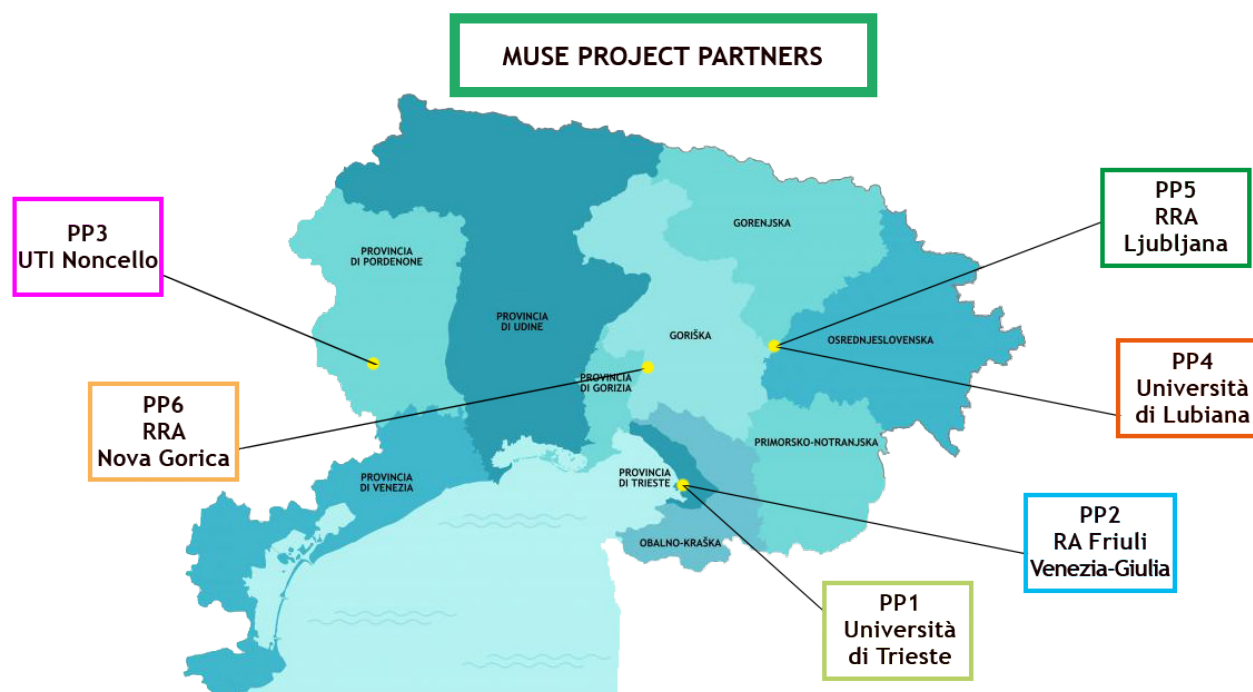 MUSE PROJECT PARTNERS
PP3
UTI Noncello
PP6
RRA
Nova Gorica
PP5
RRA
Ljubljana
PP4
Università
di Lubiana
PP2
RA Friuli
Venezia-Giulia
PP1
Università
di Trieste
PROVINCIA
DI PORDENONE
PROVINCIA
DI UDINE
PROVINCIA
DI GORIZIA
GORIŠKA
GORENJSKA
OSREDNJESLOVENSKA
PRIMORSKO-NOTRANJSKA
PROVINCIA
DI VENEZIA
PROVINCIA
DI TRIESTE
OBALNO-KRAŠKA